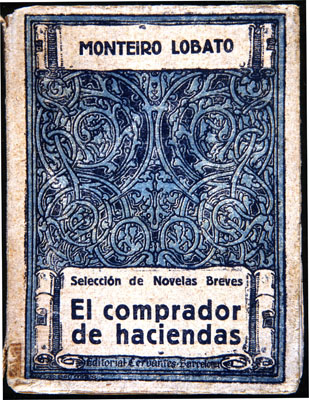 MONTEIRO LOBATO
Selección de Novelas Breves
El comprador
de haciendas
Editorial Cervantes-Barcelona